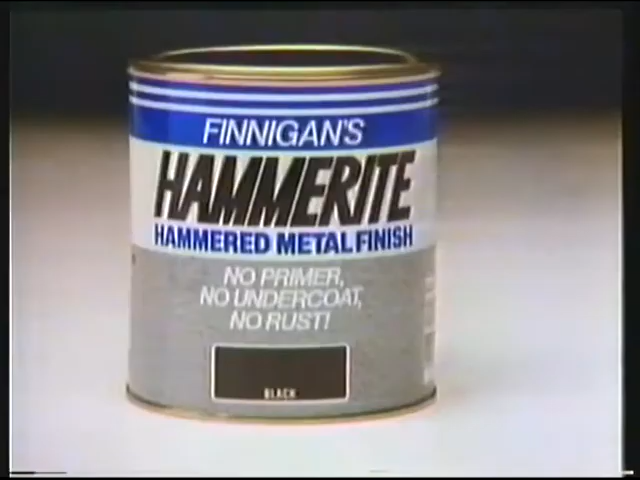 FINNIGAN'S
HAMMERITE
HAMMERED METAL FINISH
NO PRIMER,
NO UNDERCOAT,
NO RUST!
BLACK